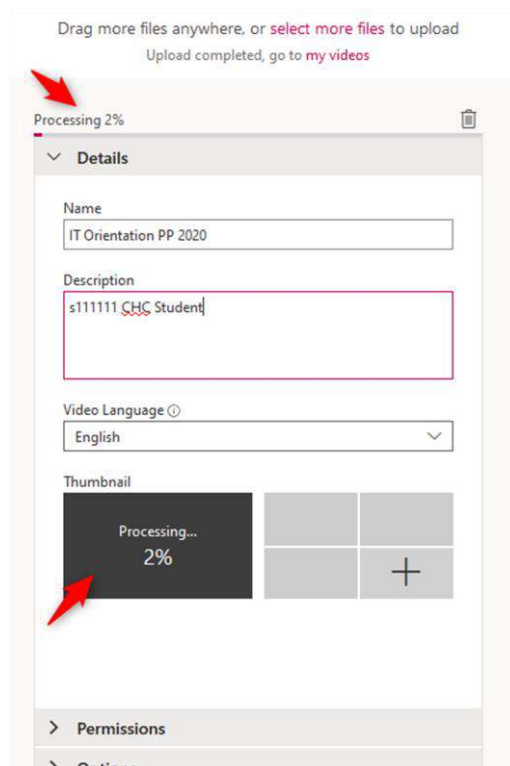 Drag more files anywhere, or select more files to upload
Upload completed, go to my videos
Processing 2%
Details
Name
IT Orientation PP 2020
Description
s111111 CHC Student
Video Language
English
Thumbnail
Processing...
2%
Permissions
Options